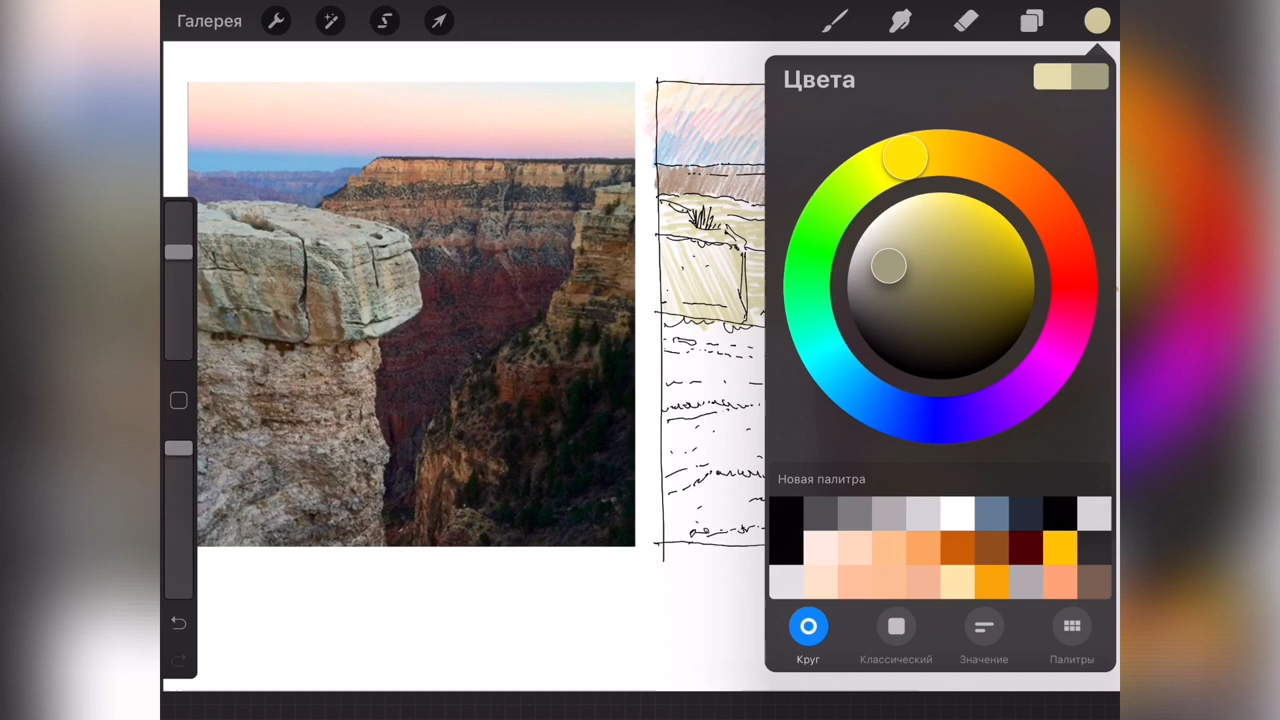 Галерея
Цвета
Новая палитра
Круг
Классический
Значение
Палитры